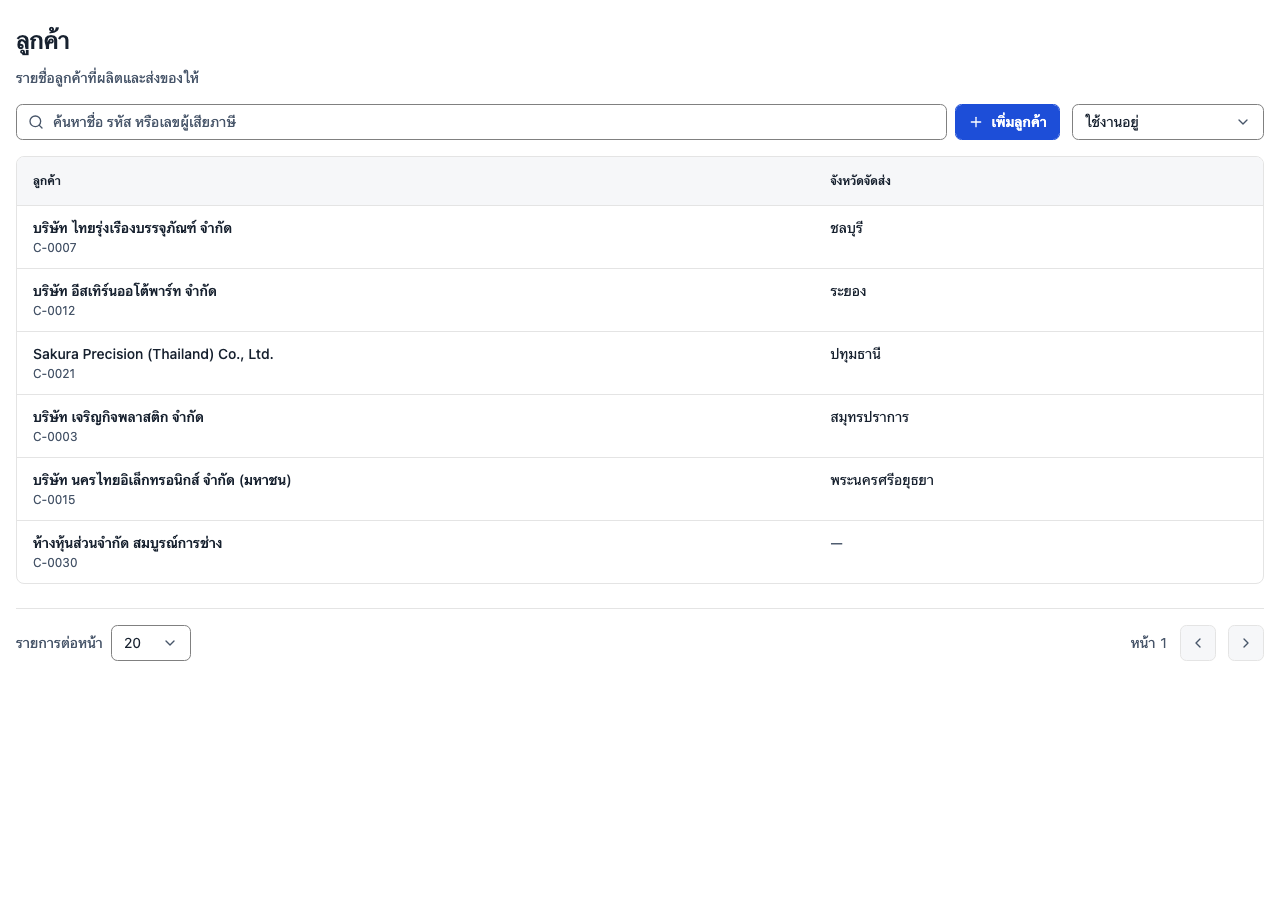 ลูกค้า
รายชื่อลูกค้าที่ผลิตและส่งของให้
ค้นหาชื่อ รหัส หรือเลขผู้เสียภาษี
เพิ่มลูกค้า
ใช้งานอยู่
ลูกค้า
จังหวัดจัดส่ง
บริษัท ไทยรุ่งเรืองบรรจุภัณฑ์ จำกัด
ชลบุรี
C-0007
บริษัท อีสเทิร์นออโต้พาร์ท จำกัด
ระยอง
C-0012
Sakura Precision (Thailand) Co., Ltd.
ปทุมธานี
C-0021
บริษัท เจริญกิจพลาสติก จำกัด
สมุทรปราการ
C-0003
บริษัท นครไทยอิเล็กทรอนิกส์ จำกัด (มหาชน)
พระนครศรีอยุธยา
C-0015
ห้างหุ้นส่วนจำกัด สมบูรณ์การช่าง
—
C-0030
รายการต่อหน้า
20
หน้า 1